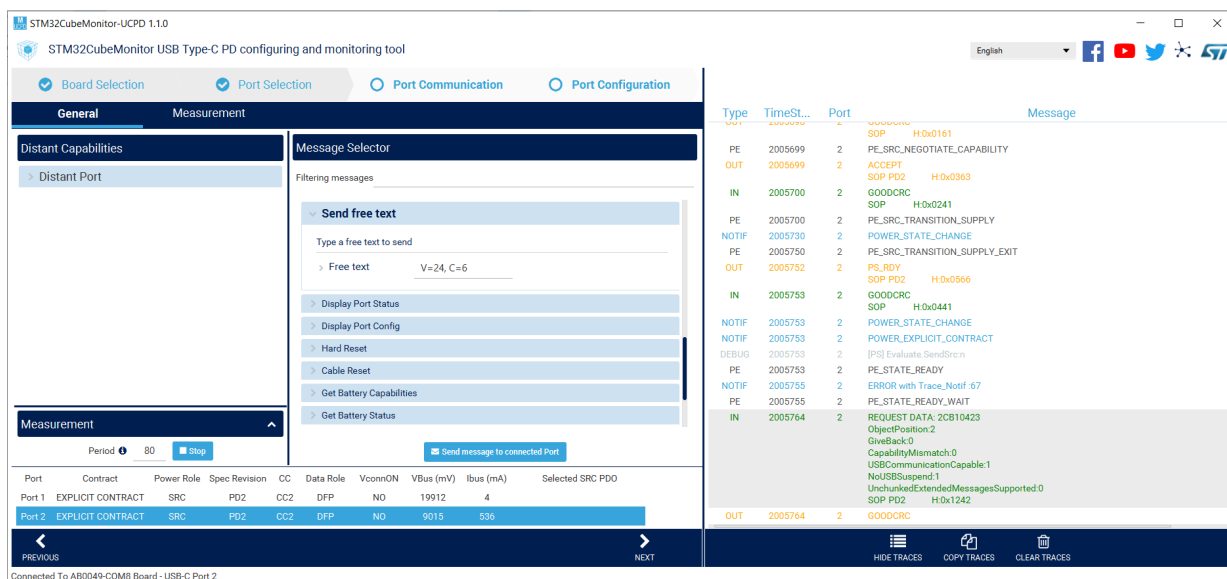 STM32CubeMonitor-UCPD 1.1.0
STM32CubeMonitor USB Type-C PD configuring and monitoring tool
English
Board Selection
Port Selection
Port Communication
Port Configuration
General
Measurement
Distant Capabilities
Distant Port
Message Selector
Filtering messages
Send free text
Type a free text to send
Free text V=24, C=6
Display Port Status
Display Port Config
Hard Reset
Cable Reset
Get Battery Capabilities
Get Battery Status
Send message to connected Port
Measurement
Period 80 Stop
Port Contract Power Role Spec Revision CC Data Role VconnON VBus (mV) Ibus (mA) Selected SRC PDO
Port 1 EXPLICIT CONTRACT SRC PD2 CC2 DFP NO 19912 4
Port 2 EXPLICIT CONTRACT SRC PD2 CC2 DFP NO 9015 536
PREVIOUS
NEXT
Connected To AB0049-COM8 Board - USB-C Port 2
Type TimeSt... Port Message
SOP H:0x0161
PE 2005699 2 PE_SRC_NEGOTIATE_CAPABILITY
OUT 2005699 2 ACCEPT
SOP PD2 H:0x0363
IN 2005700 2 GOODCRC
SOP H:0x0241
PE 2005700 2 PE_SRC_TRANSITION_SUPPLY
NOTIF 2005730 2 POWER_STATE_CHANGE
PE 2005750 2 PE_SRC_TRANSITION_SUPPLY_EXIT
OUT 2005752 2 PS_RDY
SOP PD2 H:0x0566
IN 2005753 2 GOODCRC
SOP H:0x0441
NOTIF 2005753 2 POWER_STATE_CHANGE
NOTIF 2005753 2 POWER_EXPLICIT_CONTRACT
DEBUG 2005753 2 [PS] Evaluate SendSrc:n
PE 2005753 2 PE_STATE_READY
NOTIF 2005755 2 ERROR with Trace_Notif :67
PE 2005755 2 PE_STATE_READY_WAIT
IN 2005764 2 REQUEST DATA: 2CB10423
ObjectPosition:2
GiveBack:0
CapabilityMismatch:0
USBCommunicationCapable:1
NoUSBSuspend:1
UnchunkedExtendedMessagesSupported:0
SOP PD2 H:0x1242
OUT 2005764 2 GOODCRC
HIDE TRACES
COPY TRACES
CLEAR TRACES